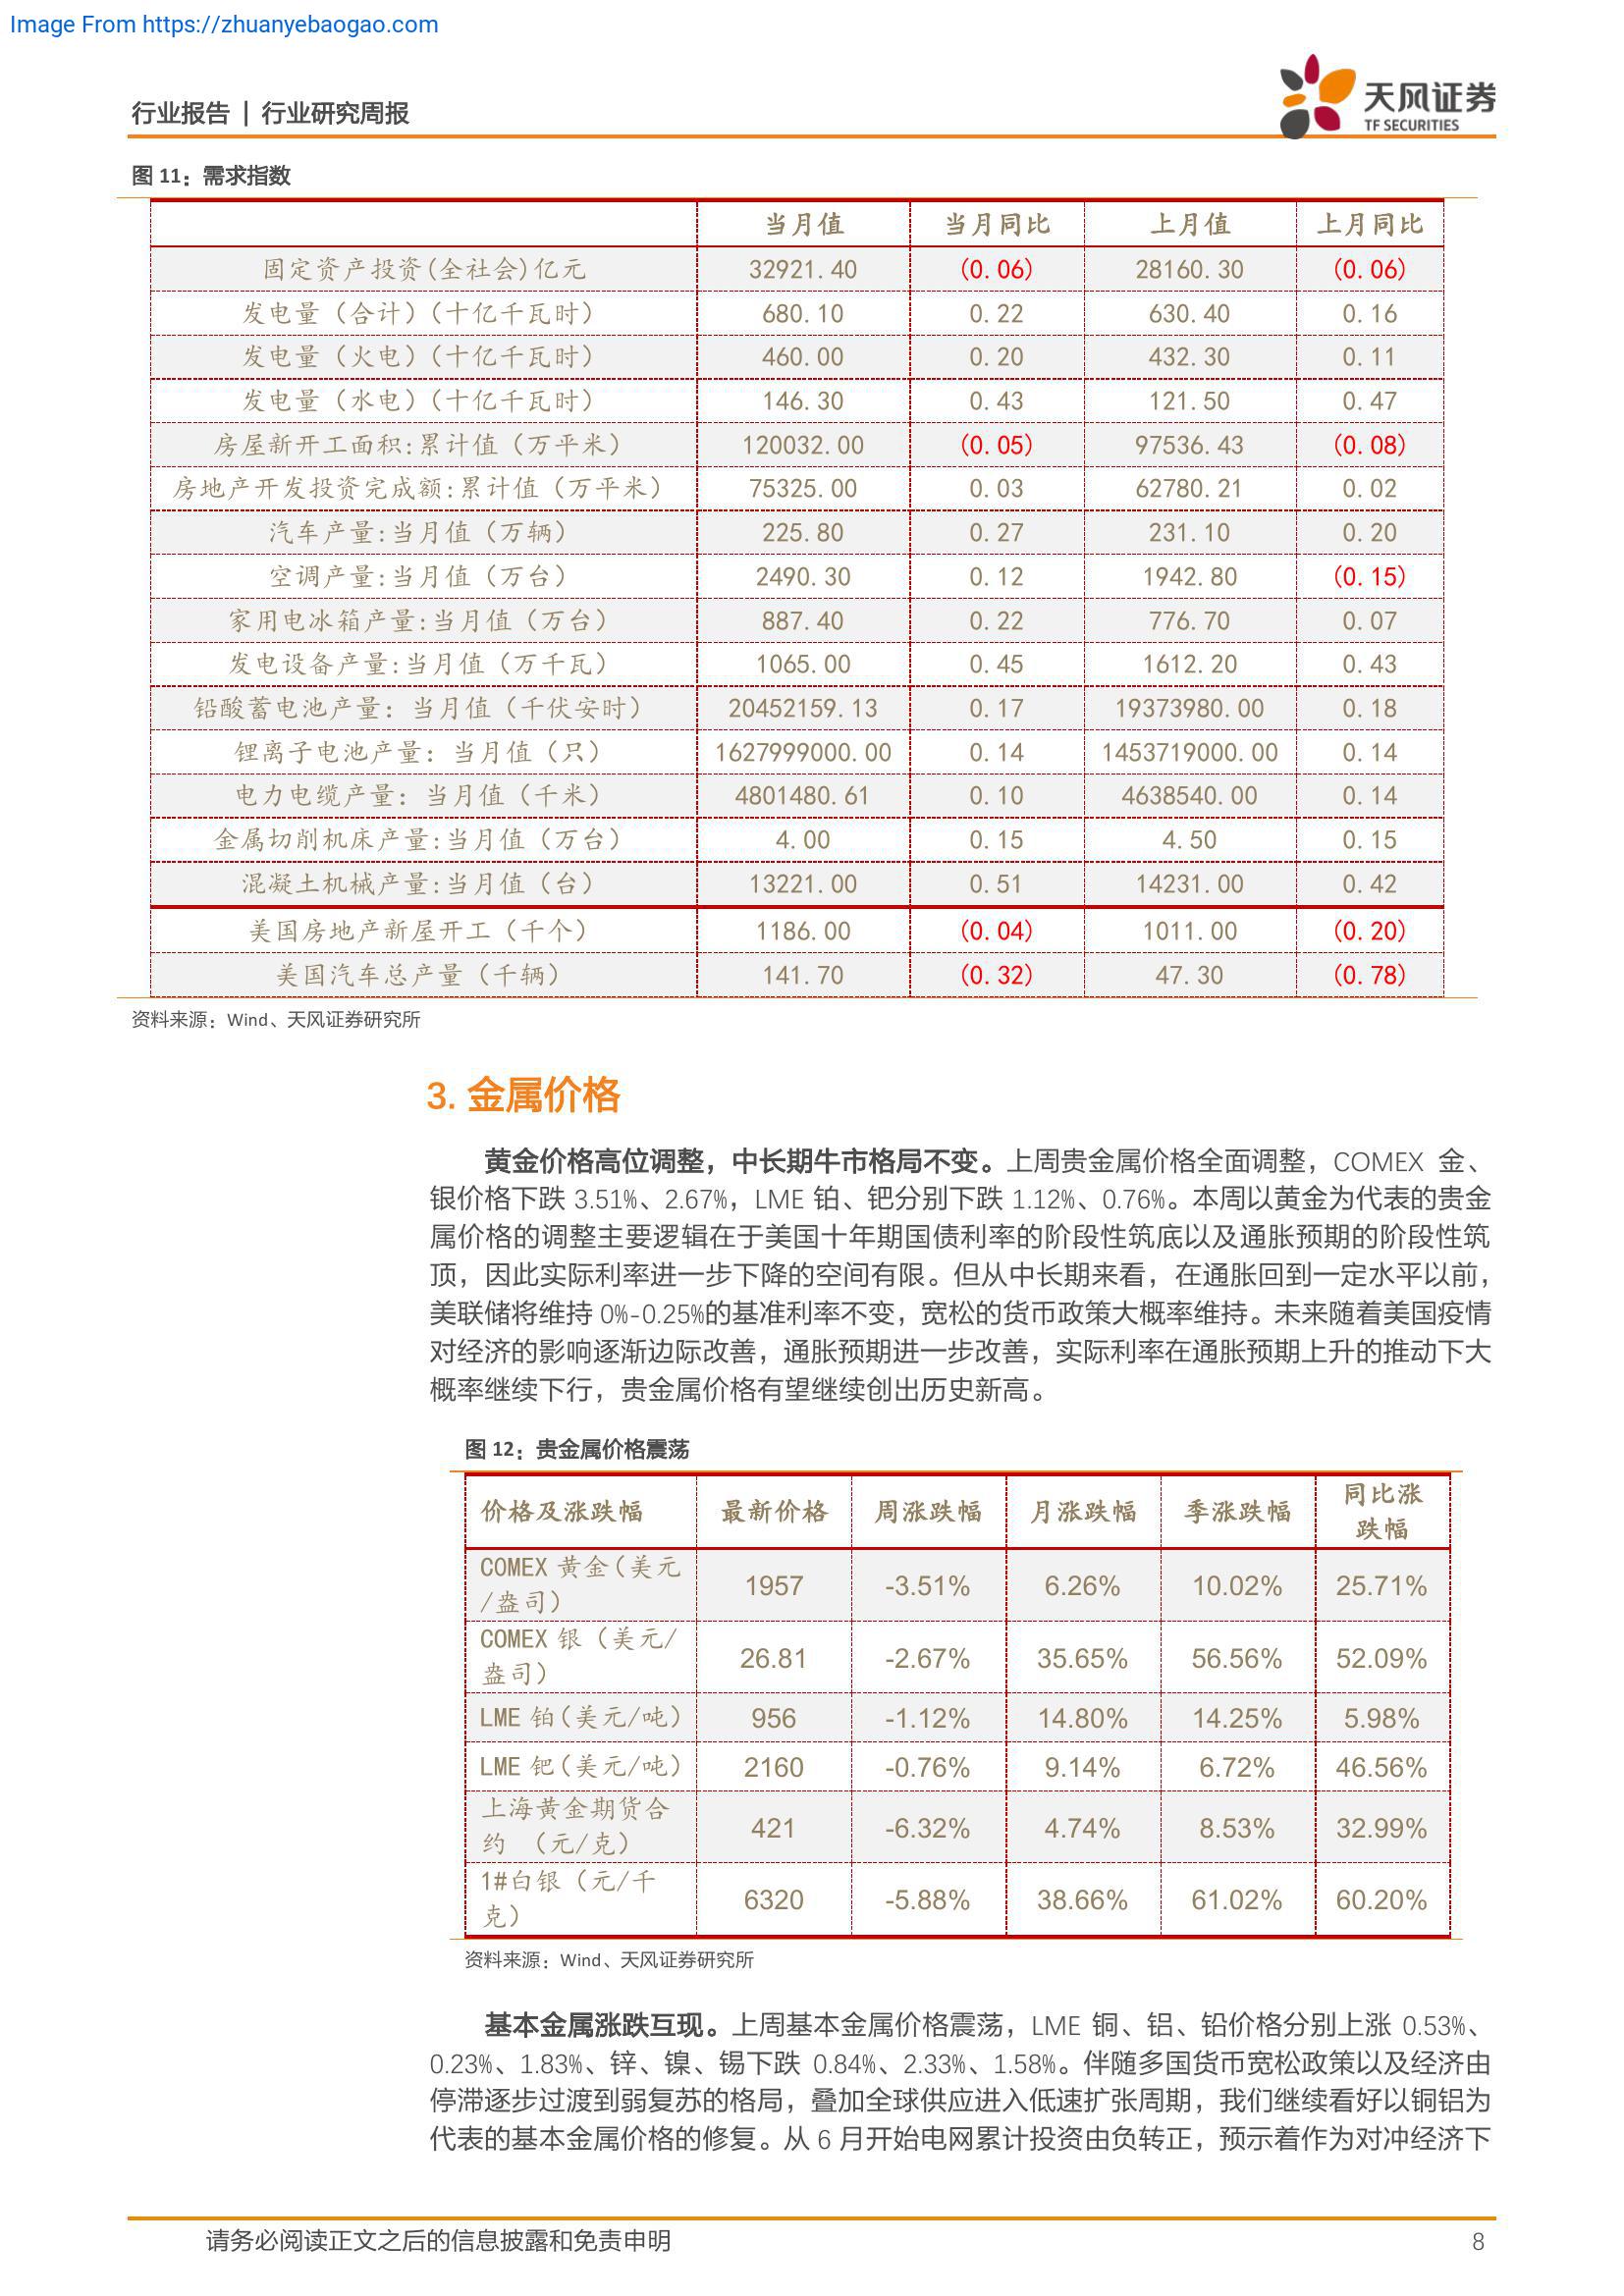 Image From https://zhuanyebaogao.com
行业报告 | 行业研究周报
天风证券
TF SECURITIES
图 11：需求指数
当月值 当月同比 上月值 上月同比
固定资产投资(全社会)亿元 32921.40 (0.06) 28160.30 (0.06)
发电量（合计）(十亿千瓦时） 680.10 0.22 630.40 0.16
发电量（火电）(十亿千瓦时） 460.00 0.20 432.30 0.11
发电量（水电）(十亿千瓦时） 146.30 0.43 121.50 0.47
房屋新开工面积:累计值（万平米） 120032.00 (0.05) 97536.43 (0.08)
房地产开发投资完成额:累计值（万平米） 75325.00 0.03 62780.21 0.02
汽车产量:当月值（万辆） 225.80 0.27 231.10 0.20
空调产量:当月值（万台） 2490.30 0.12 1942.80 (0.15)
家用电冰箱产量:当月值（万台） 887.40 0.22 776.70 0.07
发电设备产量:当月值（万千瓦） 1065.00 0.45 1612.20 0.43
铅酸蓄电池产量: 当月值（千伏安时） 20452159.13 0.17 19373980.00 0.18
锂离子电池产量: 当月值（只） 1627999000.00 0.14 1453719000.00 0.14
电力电缆产量: 当月值（千米） 4801480.61 0.10 4638540.00 0.14
金属切削机床产量:当月值（万台） 4.00 0.15 4.50 0.15
混凝土机械产量:当月值（台） 13221.00 0.51 14231.00 0.42
美国房地产新屋开工（千个） 1186.00 (0.04) 1011.00 (0.20)
美国汽车总产量（千辆） 141.70 (0.32) 47.30 (0.78)
资料来源：Wind、天风证券研究所
3. 金属价格
黄金价格高位调整，中长期牛市格局不变。上周贵金属价格全面调整，COMEX 金、
银价格下跌 3.51%、2.67%，LME 铂、钯分别下跌 1.12%、0.76%。本周以黄金为代表的贵金
属价格的调整主要逻辑在于美国十年期国债利率的阶段性筑底以及通胀预期的阶段性筑
顶，因此实际利率进一步下降的空间有限。但从中长期来看，在通胀回到一定水平以前，
美联储将维持 0%-0.25%的基准利率不变，宽松的货币政策大概率维持。未来随着美国疫情
对经济的影响逐渐边际改善，通胀预期进一步改善，实际利率在通胀预期上升的推动下大
概率继续下行，贵金属价格有望继续创出历史新高。
图 12：贵金属价格震荡
价格及涨跌幅 最新价格 周涨跌幅 月涨跌幅 季涨跌幅 同比涨
跌幅
COMEX 黄金(美元
/盎司) 1957 -3.51% 6.26% 10.02% 25.71%
COMEX 银（美元/
盎司） 26.81 -2.67% 35.65% 56.56% 52.09%
LME 铂(美元/吨) 956 -1.12% 14.80% 14.25% 5.98%
LME 钯(美元/吨) 2160 -0.76% 9.14% 6.72% 46.56%
上海黄金期货合
约 （元/克） 421 -6.32% 4.74% 8.53% 32.99%
1#白银（元/千
克） 6320 -5.88% 38.66% 61.02% 60.20%
资料来源：Wind、天风证券研究所
基本金属涨跌互现。上周基本金属价格震荡，LME 铜、铝、铅价格分别上涨 0.53%、
0.23%、1.83%、锌、镍、锡下跌 0.84%、2.33%、1.58%。伴随多国货币宽松政策以及经济由
停滞逐步过渡到弱复苏的格局，叠加全球供应进入低速扩张周期，我们继续看好以铜铝为
代表的基本金属价格的修复。从 6 月开始电网累计投资由负转正，预示着作为对冲经济下
请务必阅读正文之后的信息披露和免责申明 8